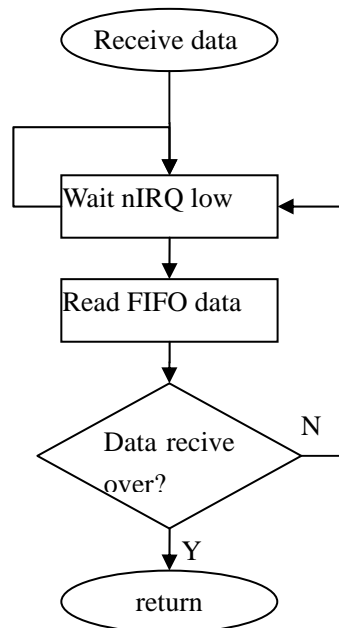 Receive data
Wait nIRQ low
Read FIFO data
Data recive
over?
N
Y
return